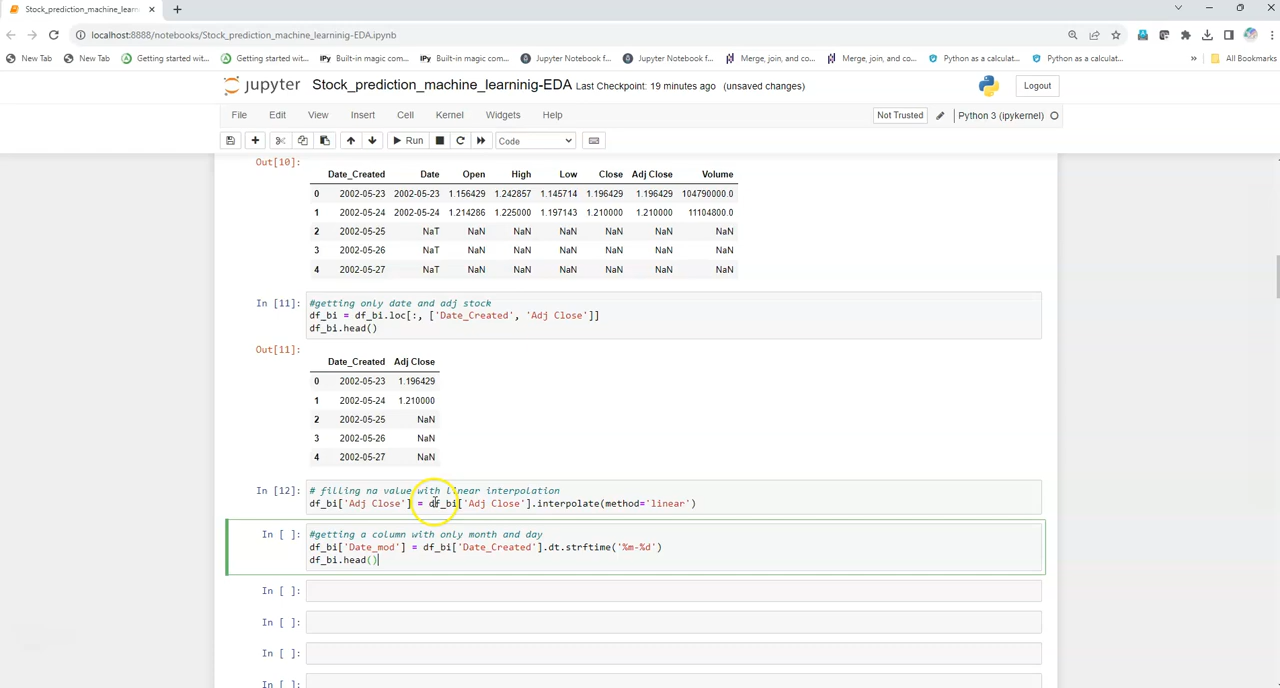 Stock_prediction_machine_learnin
localhost:8888/notebooks/Stock_prediction_machine_learninig-EDA.ipynb
New Tab New Tab Getting started wit... Getting started wit... IPy Built-in magic com... IPy Built-in magic com... Jupyter Notebook f... Jupyter Notebook f... Merge, join, and co... Merge, join, and co... Python as a calculat... Python as a calculat... » All Bookmarks
jupyter Stock_prediction_machine_learninig-EDA Last Checkpoint: 19 minutes ago (unsaved changes) Logout
File Edit View Insert Cell Kernel Widgets Help Not Trusted Python 3 (ipykernel)
Run Code
Out[10]:
Date_Created Date Open High Low Close Adj Close Volume
0 2002-05-23 2002-05-23 1.156429 1.242857 1.145714 1.196429 1.196429 104790000.0
1 2002-05-24 2002-05-24 1.214286 1.225000 1.197143 1.210000 1.210000 11104800.0
2 2002-05-25 NaT NaN NaN NaN NaN NaN NaN
3 2002-05-26 NaT NaN NaN NaN NaN NaN NaN
4 2002-05-27 NaT NaN NaN NaN NaN NaN NaN
In [11]: #getting only date and adj stock
df_bi = df_bi.loc[:, ['Date_Created', 'Adj Close']]
df_bi.head()
Out[11]:
Date_Created Adj Close
0 2002-05-23 1.196429
1 2002-05-24 1.210000
2 2002-05-25 NaN
3 2002-05-26 NaN
4 2002-05-27 NaN
In [12]: # filling na value with linear interpolation
df_bi['Adj Close'] = df_bi['Adj Close'].interpolate(method='linear')
In [ ]: #getting a column with only month and day
df_bi['Date_mod'] = df_bi['Date_Created'].dt.strftime('%m-%d')
df_bi.head()
In [ ]:
In [ ]:
In [ ]:
In [ ]: